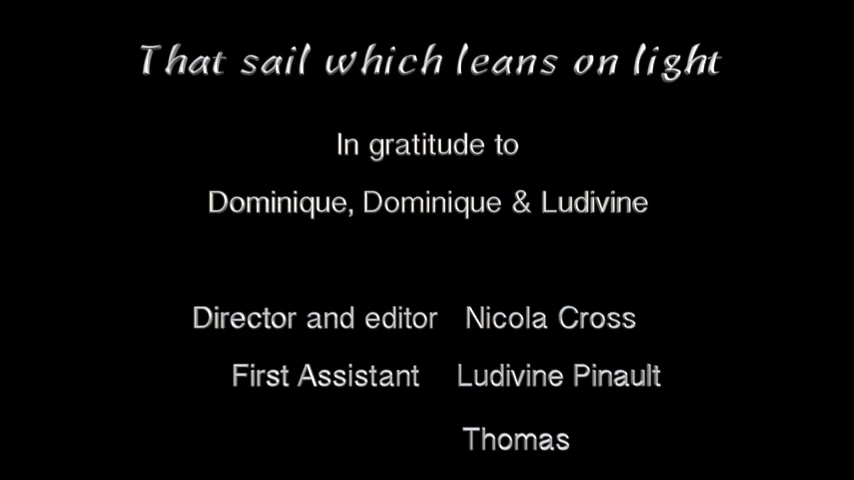 That sail which leans on light
In gratitude to
Dominique, Dominique & Ludivine
Director and editor Nicola Cross
First Assistant Ludivine Pinault
Thomas